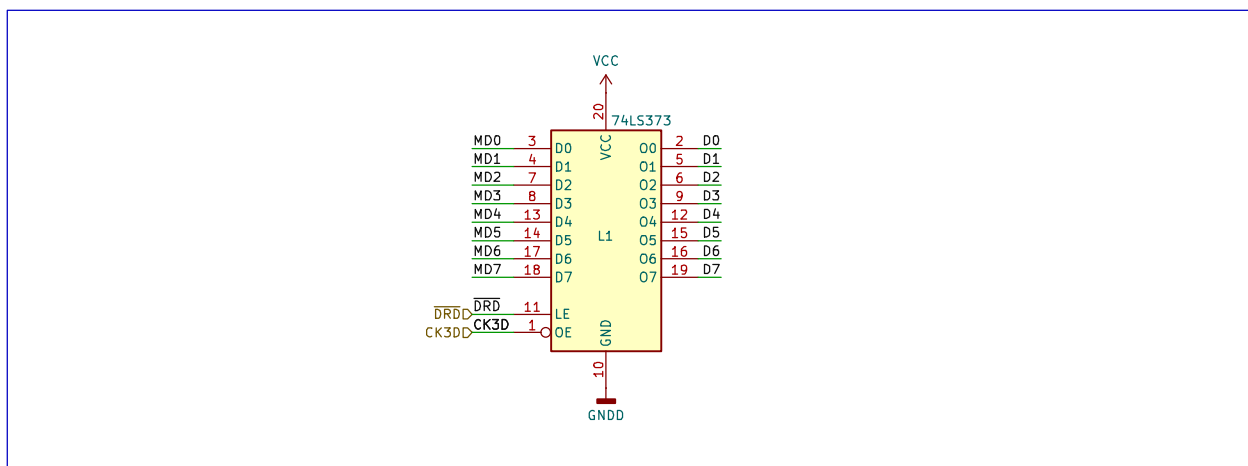 VCC
20
74LS373
VCC
MD0 3 D0 O0 2 D0
MD1 4 D1 O1 5 D1
MD2 7 D2 O2 6 D2
MD3 8 D3 O3 9 D3
MD4 13 D4 O4 12 D4
MD5 14 D5 L1 O5 15 D5
MD6 17 D6 O6 16 D6
MD7 18 D7 O7 19 D7
DRD DRD 11 LE
CK3D CK3D 1 OE
GND
10
GNDD